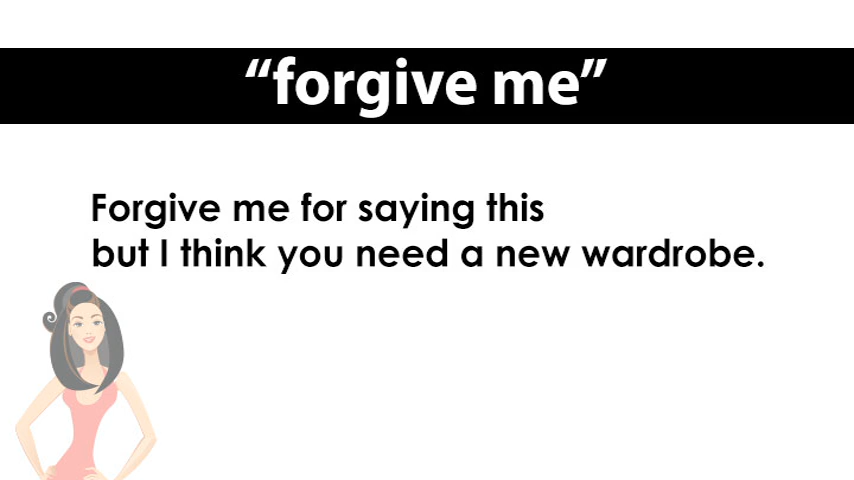 “forgive me”
Forgive me for saying this
but I think you need a new wardrobe.